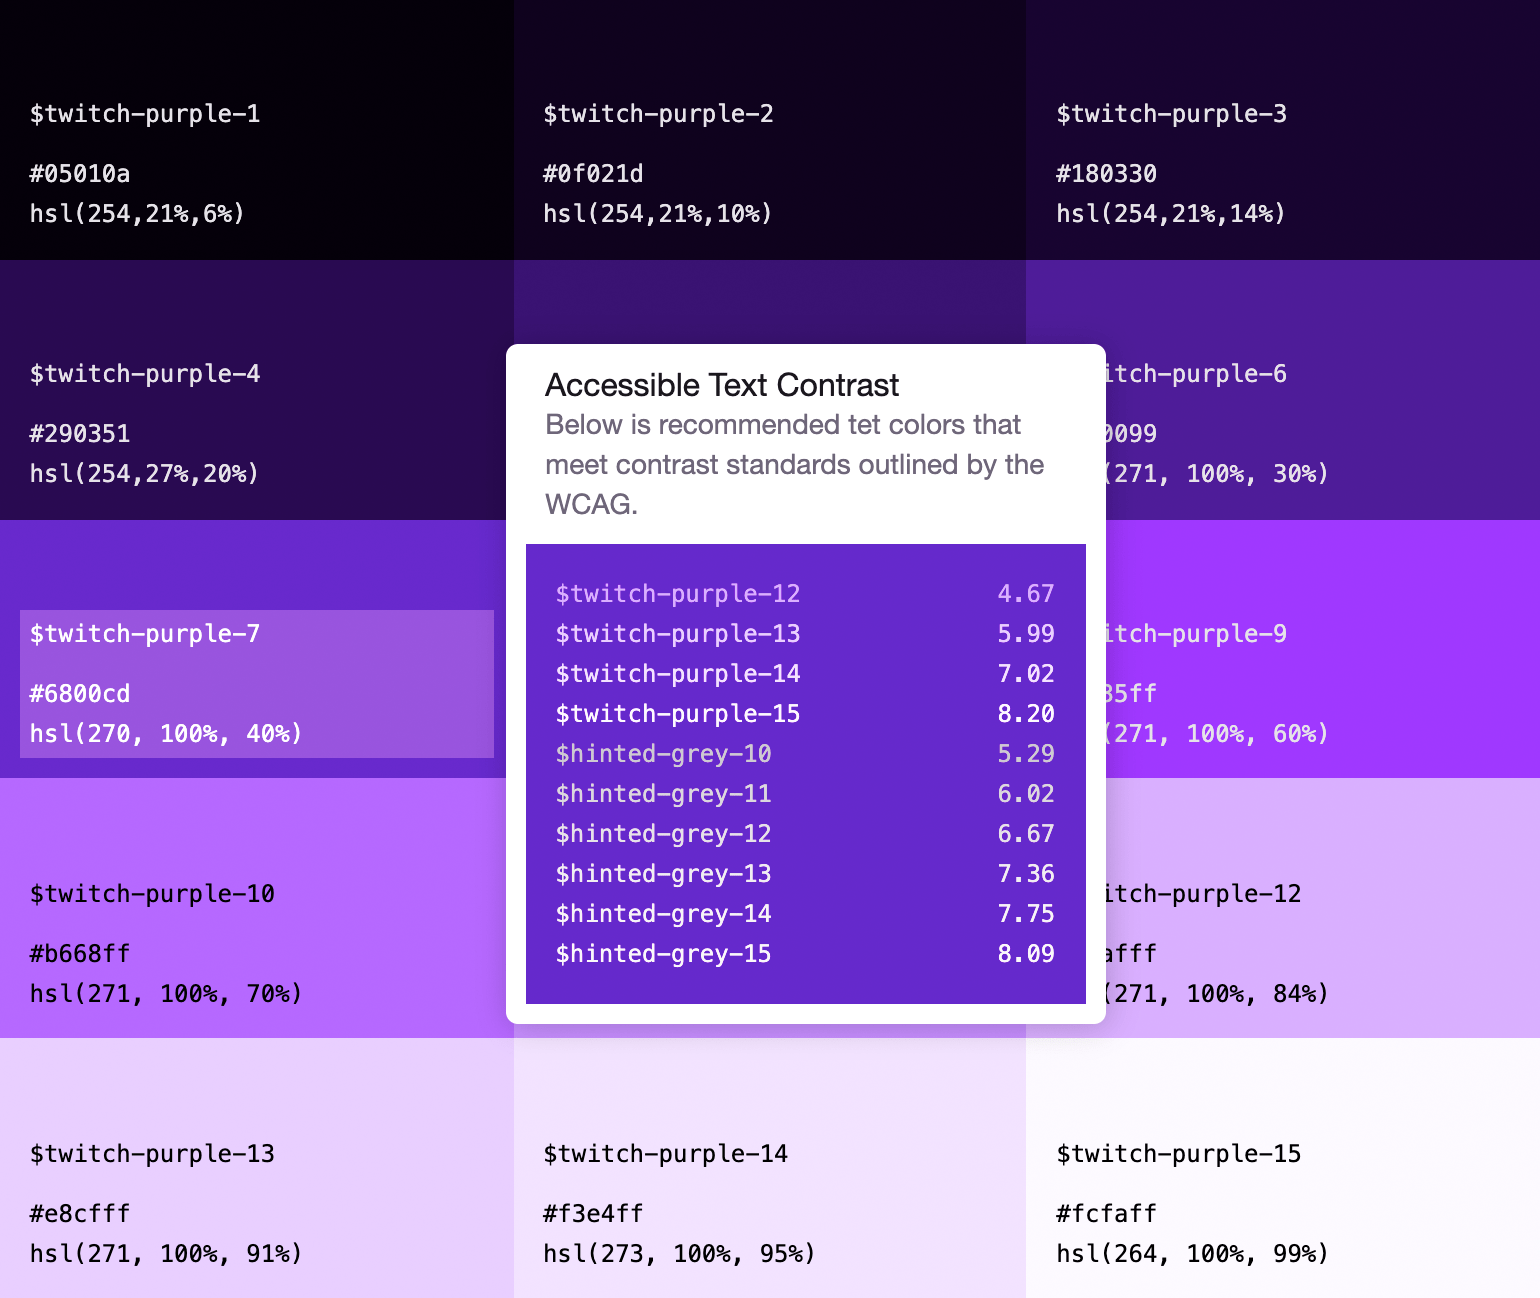 $twitch-purple-1
#05010a
hsl(254,21%,6%)
$twitch-purple-2
#0f021d
hsl(254,21%,10%)
$twitch-purple-3
#180330
hsl(254,21%,14%)
$twitch-purple-4
#290351
hsl(254,27%,20%)
itch-purple-6
0099
(271, 100%, 30%)
$twitch-purple-7
#6800cd
hsl(270, 100%, 40%)
Accessible Text Contrast
Below is recommended tet colors that
meet contrast standards outlined by the
WCAG.
$twitch-purple-12 4.67
$twitch-purple-13 5.99
$twitch-purple-14 7.02
$twitch-purple-15 8.20
$hinted-grey-10 5.29
$hinted-grey-11 6.02
$hinted-grey-12 6.67
$hinted-grey-13 7.36
$hinted-grey-14 7.75
$hinted-grey-15 8.09
itch-purple-9
35ff
(271, 100%, 60%)
$twitch-purple-10
#b668ff
hsl(271, 100%, 70%)
itch-purple-12
afff
(271, 100%, 84%)
$twitch-purple-13
#e8cfff
hsl(271, 100%, 91%)
$twitch-purple-14
#f3e4ff
hsl(273, 100%, 95%)
$twitch-purple-15
#fcfaff
hsl(264, 100%, 99%)